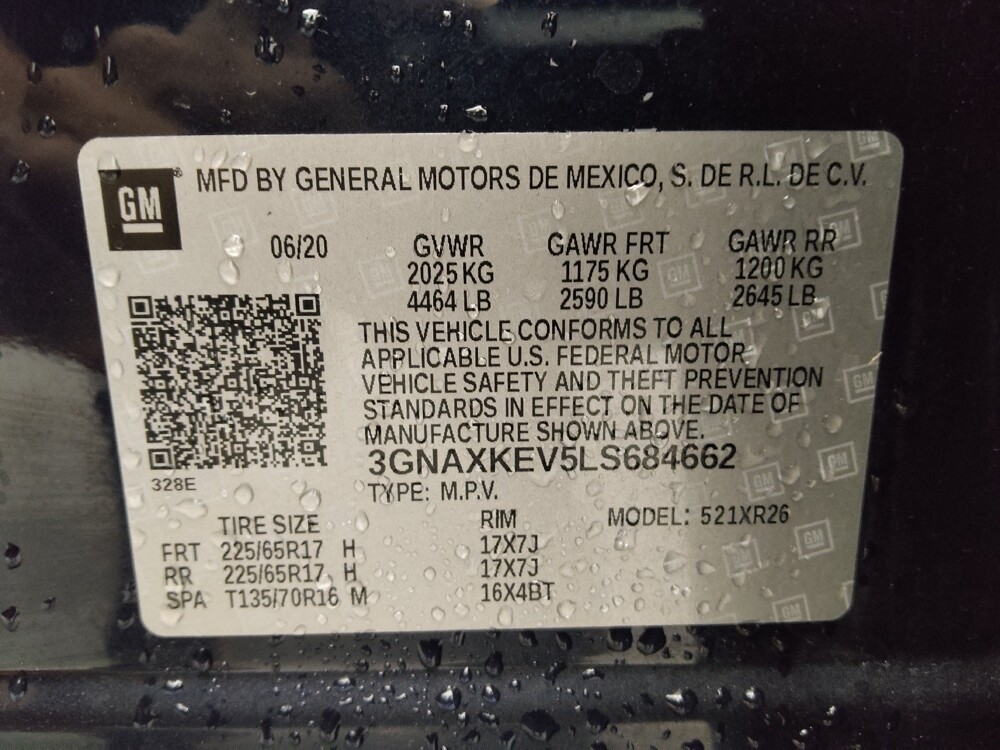 GM
MFD BY GENERAL MOTORS DE MEXICO, S. DE R.L. DE C.V.
06/20 GVWR GAWR FRT GAWR RR
2025 KG 1175 KG 1200 KG
4464 LB 2590 LB 2645 LB
THIS VEHICLE CONFORMS TO ALL
APPLICABLE U.S. FEDERAL MOTOR
VEHICLE SAFETY AND THEFT PREVENTION
STANDARDS IN EFFECT ON THE DATE OF
MANUFACTURE SHOWN ABOVE.
3GNAXKEV5LS684662
328E
TYPE: M.P.V.
TIRE SIZE RIM MODEL: 521XR26
FRT 225/65R17 H 17X7J
RR 225/65R17 H 17X7J
SPA T135/70R16 M 16X4BT